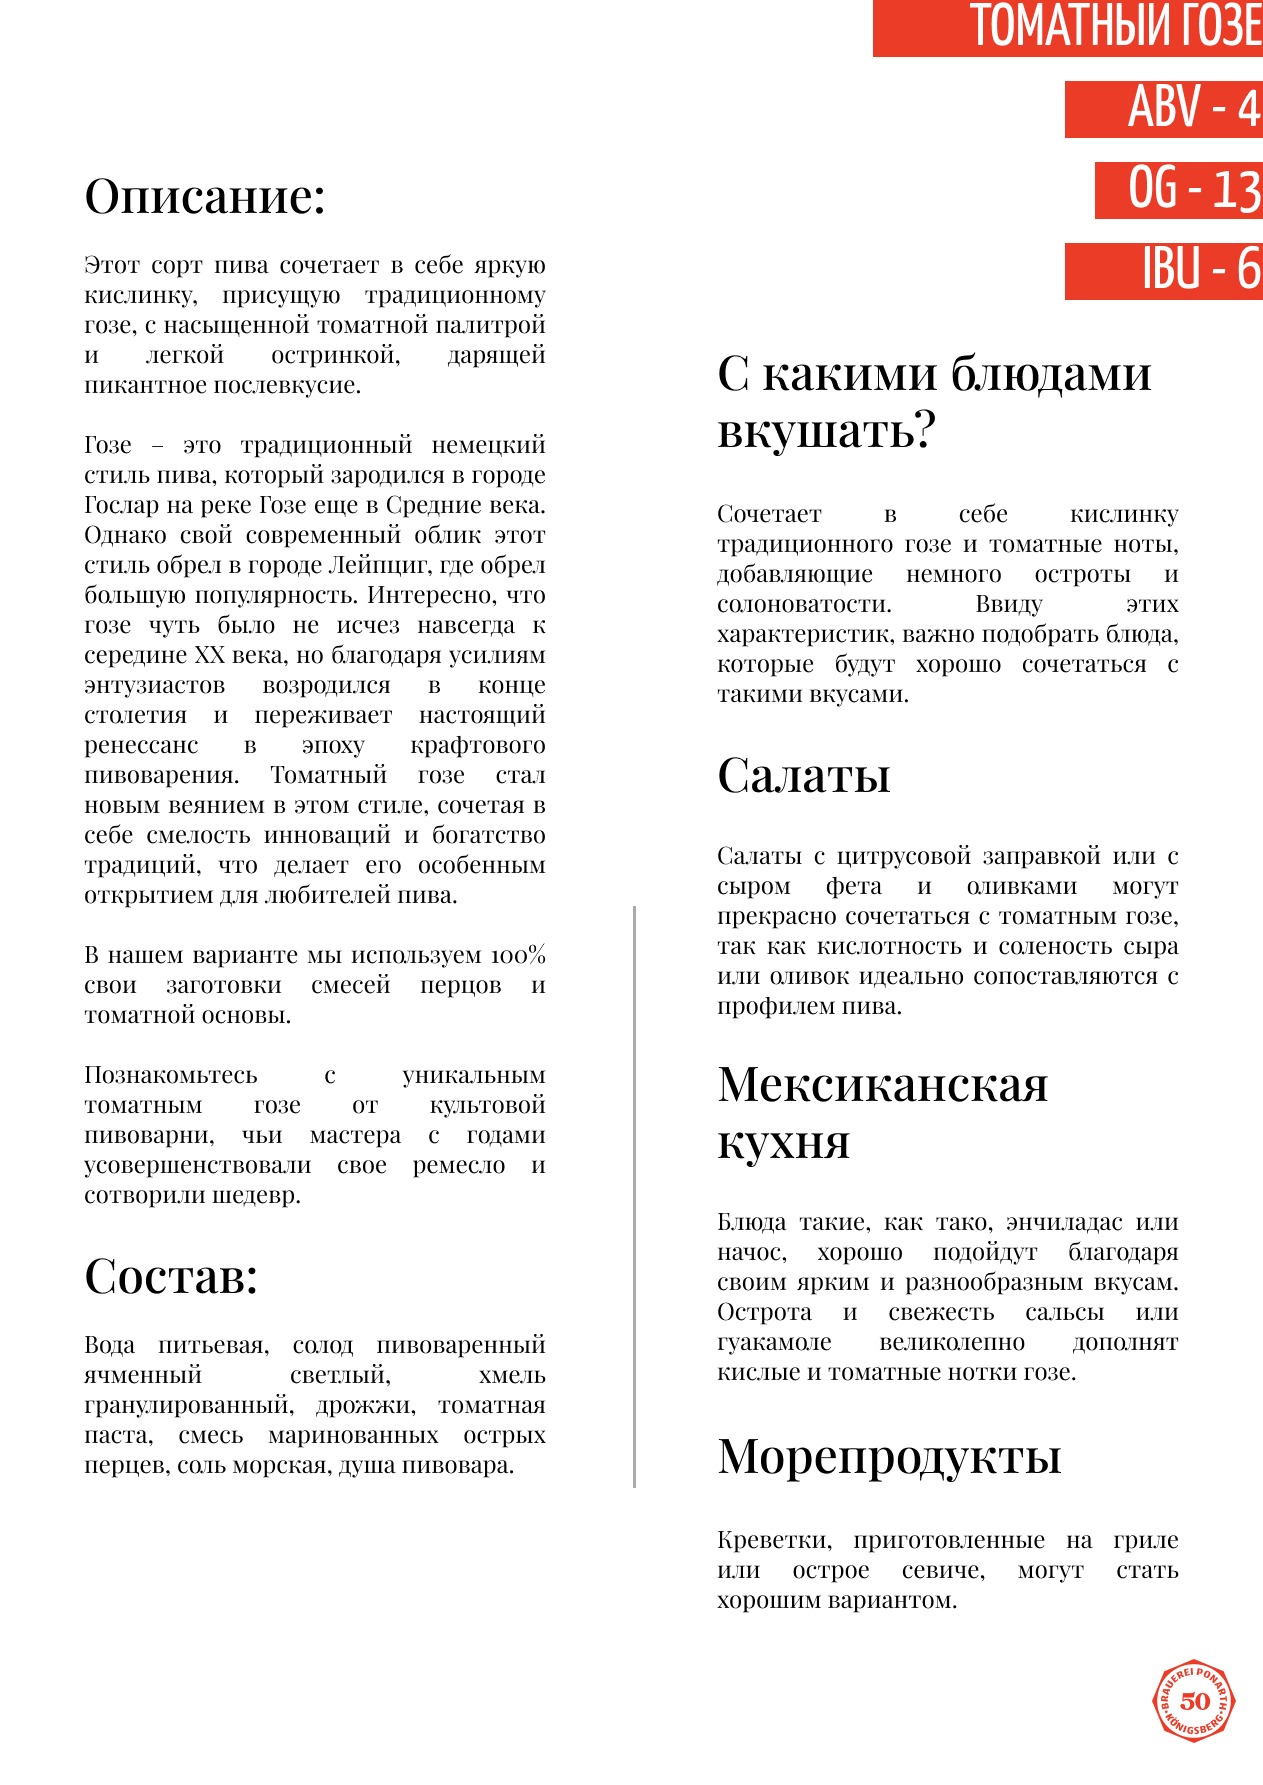 ТОМАТНЫЙ ГОЗЕ
ABV - 4
OG - 13
IBU - 6
Описание:
Этот сорт пива сочетает в себе яркую
кислинку, присущую традиционному
гозе, с насыщенной томатной палитрой
и легкой остринкой, дарящей
пикантное послевкусие.
Гозе – это традиционный немецкий
стиль пива, который зародился в городе
Гослар на реке Гозе еще в Средние века.
Однако свой современный облик этот
стиль обрел в городе Лейпциг, где обрел
большую популярность. Интересно, что
гозе чуть было не исчез навсегда к
середине XX века, но благодаря усилиям
энтузиастов возродился в конце
столетия и переживает настоящий
ренессанс в эпоху крафтового
пивоварения. Томатный гозе стал
новым веянием в этом стиле, сочетая в
себе смелость инноваций и богатство
традиций, что делает его особенным
открытием для любителей пива.
В нашем варианте мы используем 100%
свои заготовки смесей перцов и
томатной основы.
Познакомьтесь с уникальным
томатным гозе от культовой
пивоварни, чьи мастера с годами
усовершенствовали свое ремесло и
сотворили шедевр.
Состав:
Вода питьевая, солод пивоваренный
ячменный светлый, хмель
гранулированный, дрожжи, томатная
паста, смесь маринованных острых
перцев, соль морская, душа пивовара.
С какими блюдами
вкушать?
Сочетает в себе кислинку
традиционного гозе и томатные ноты,
добавляющие немного остроты и
солоноватости. Ввиду этих
характеристик, важно подобрать блюда,
которые будут хорошо сочетаться с
такими вкусами.
Салаты
Салаты с цитрусовой заправкой или с
сыром фета и оливками могут
прекрасно сочетаться с томатным гозе,
так как кислотность и соленость сыра
или оливок идеально сопоставляются с
профилем пива.
Мексиканская
кухня
Блюда такие, как тако, энчиладас или
начос, хорошо подойдут благодаря
своим ярким и разнообразным вкусам.
Острота и свежесть сальсы или
гуакамоле великолепно дополнят
кислые и томатные нотки гозе.
Морепродукты
Креветки, приготовленные на гриле
или острое севиче, могут стать
хорошим вариантом.
BRAUEREI PONARTH
50
KÖNIGSBERG